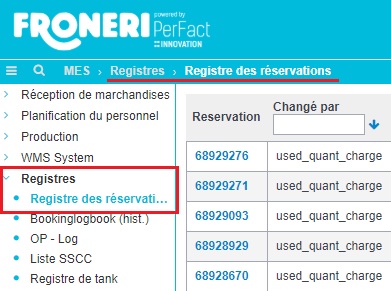 FRONERI powered by PerFact INNOVATION
MES › Registres › Registre des réservations
Réception de marchandises
Planification du personnel
Production
WMS System
Registres
Registre des réservati...
Bookinglogbook (hist.)
OP - Log
Liste SSCC
Registre de tank
Reservation Changé par
68929276 used_quant_charge
68929271 used_quant_charge
68929093 used_quant_charge
68928929 used_quant_charge
68928670 used_quant_charge